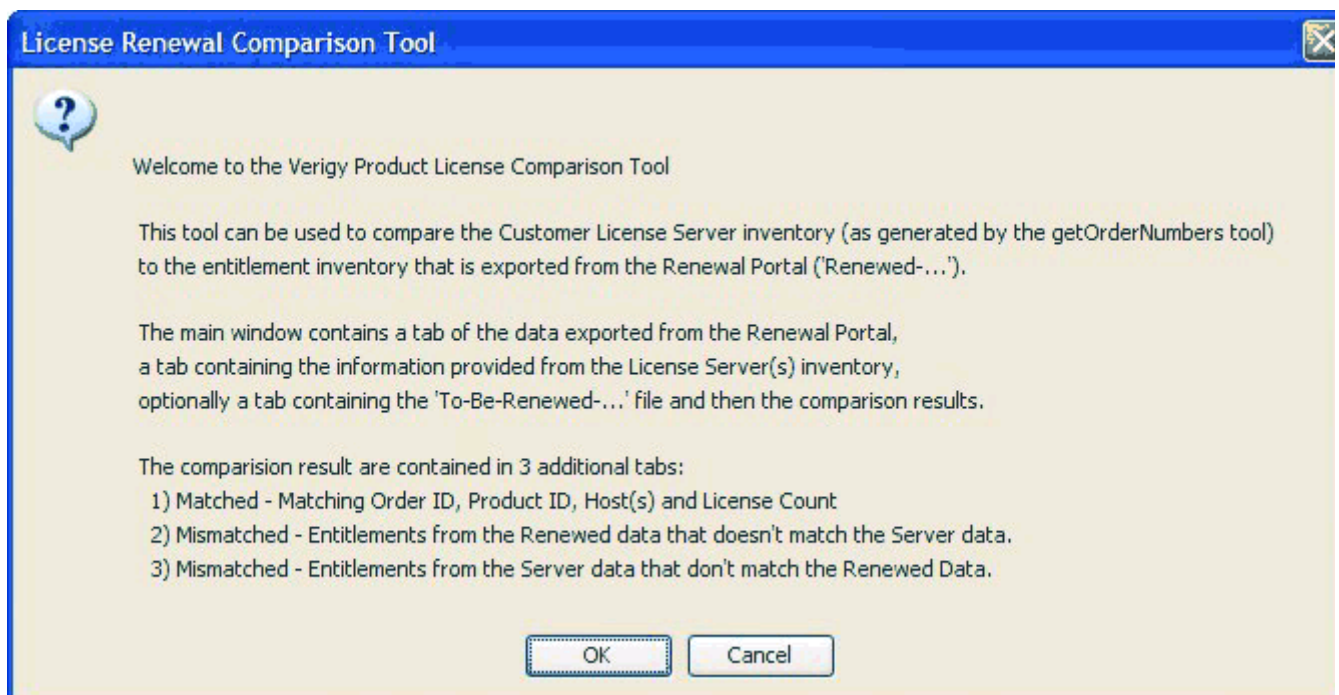 License Renewal Comparison Tool
?
Welcome to the Verigy Product License Comparison Tool
This tool can be used to compare the Customer License Server inventory (as generated by the getOrderNumbers tool)
to the entitlement inventory that is exported from the Renewal Portal ('Renewed-...').
The main window contains a tab of the data exported from the Renewal Portal,
a tab containing the information provided from the License Server(s) inventory,
optionally a tab containing the 'To-Be-Renewed-...' file and then the comparison results.
The comparision result are contained in 3 additional tabs:
1) Matched - Matching Order ID, Product ID, Host(s) and License Count
2) Mismatched - Entitlements from the Renewed data that doesn't match the Server data.
3) Mismatched - Entitlements from the Server data that don't match the Renewed Data.
OK Cancel